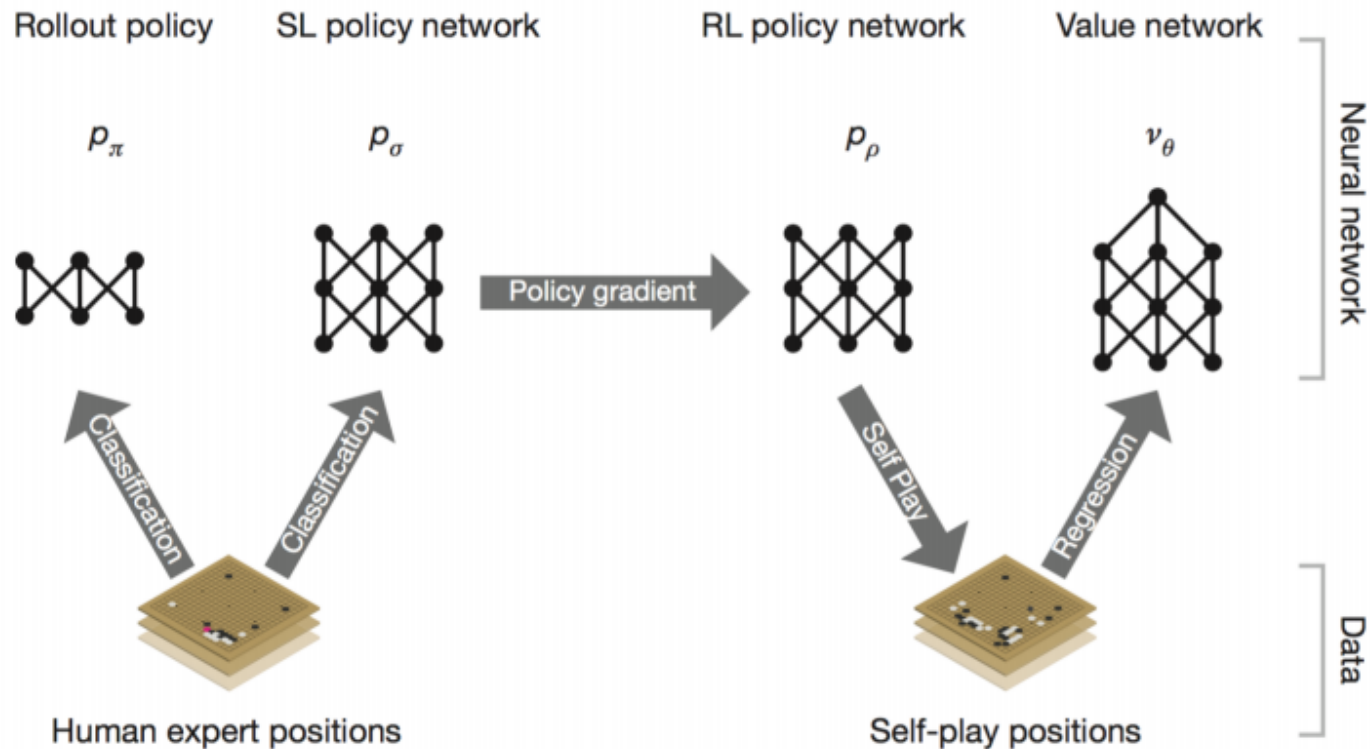 Rollout policy
SL policy network
RL policy network
Value network
pπ
pσ
pρ
νθ
Neural network
Policy gradient
Classification
Classification
Self Play
Regression
Data
Human expert positions
Self-play positions